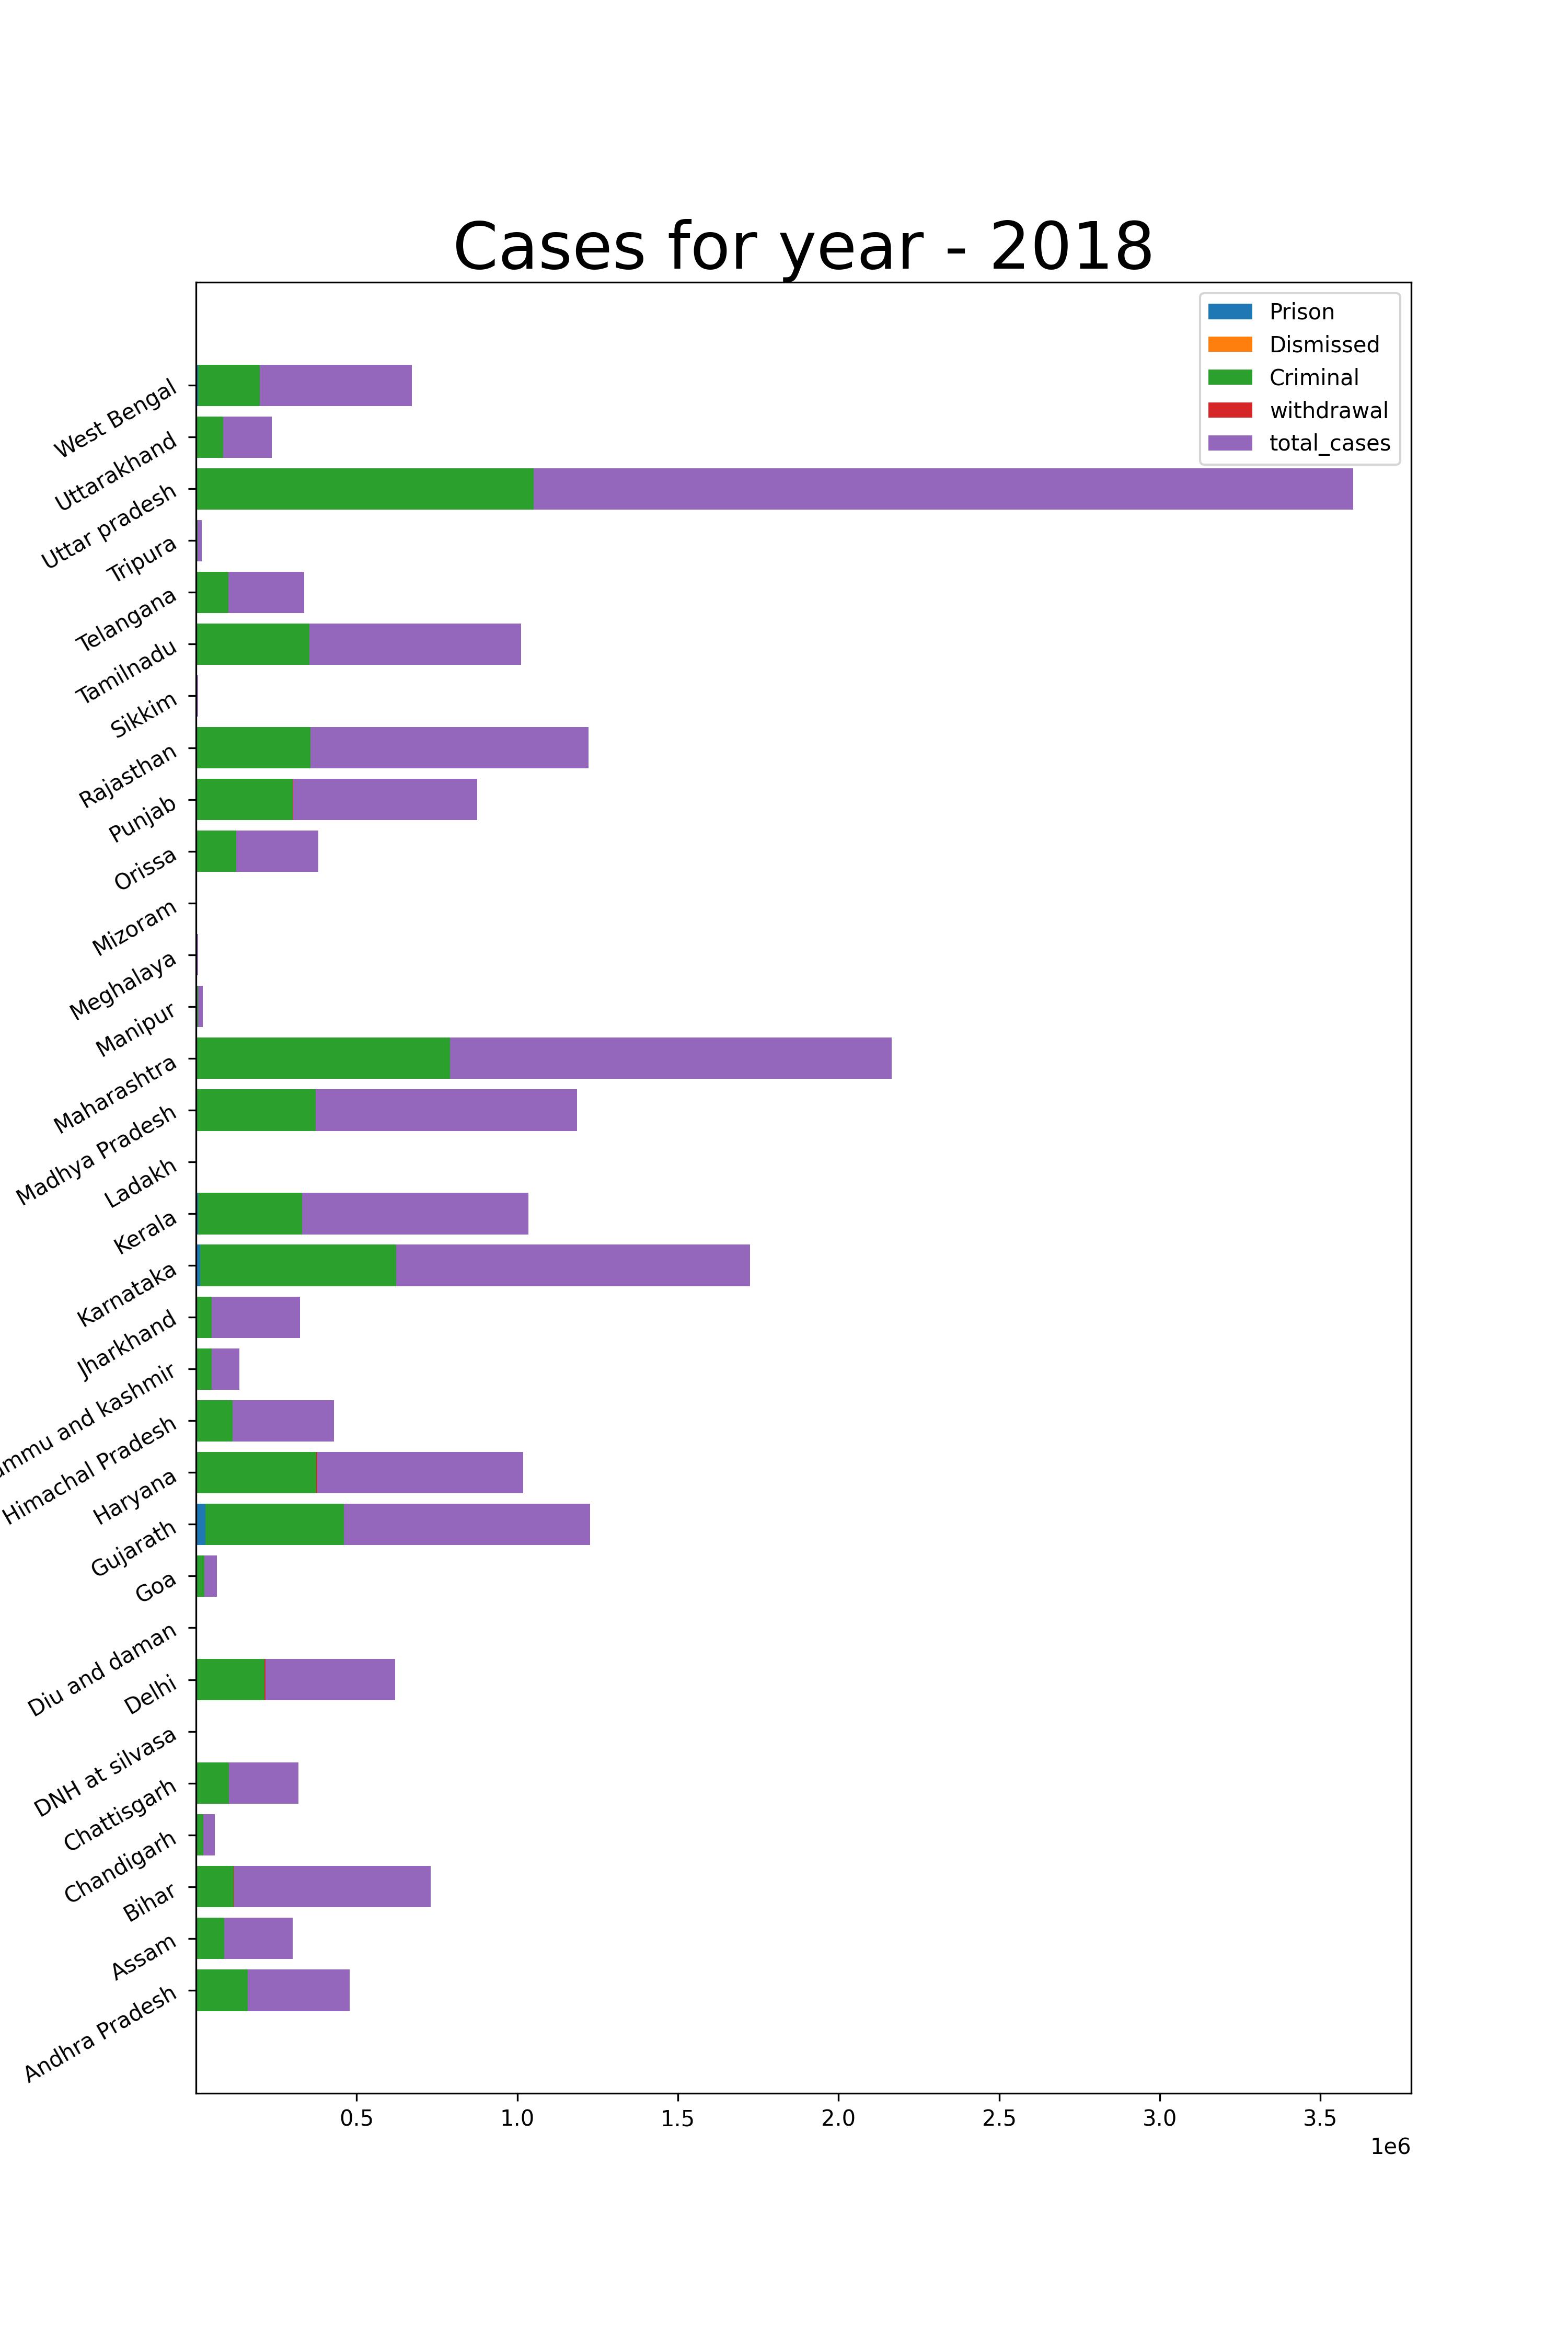 Cases for year - 2018
Prison
Dismissed
Criminal
withdrawal
total_cases
West Bengal
Uttarakhand
Uttar pradesh
Tripura
Telangana
Tamilnadu
Sikkim
Rajasthan
Punjab
Orissa
Mizoram
Meghalaya
Manipur
Maharashtra
Madhya Pradesh
Ladakh
Kerala
Karnataka
Jharkhand
and kashmir
Himachal Pradesh
Haryana
Gujarath
Goa
Diu and daman
Delhi
DNH at silvasa
Chattisgarh
Chandigarh
Bihar
Assam
Andhra Pradesh
0.5 1.0 1.5 2.0 2.5 3.0 3.5
1e6